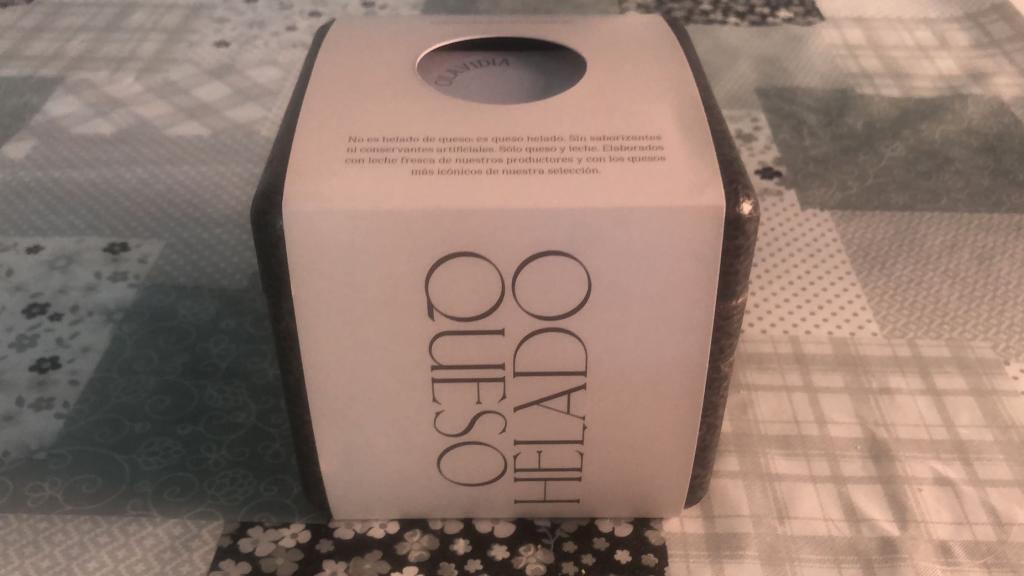 CLAVIDIA
No es helado de queso: es queso helado. Sin saborizantes
ni conservantes artificiales. Sólo queso y leche. Elaborados
con leche fresca de nuestros productores y con los quesos
más icónicos de nuestra selección.
QUESO
HELADO